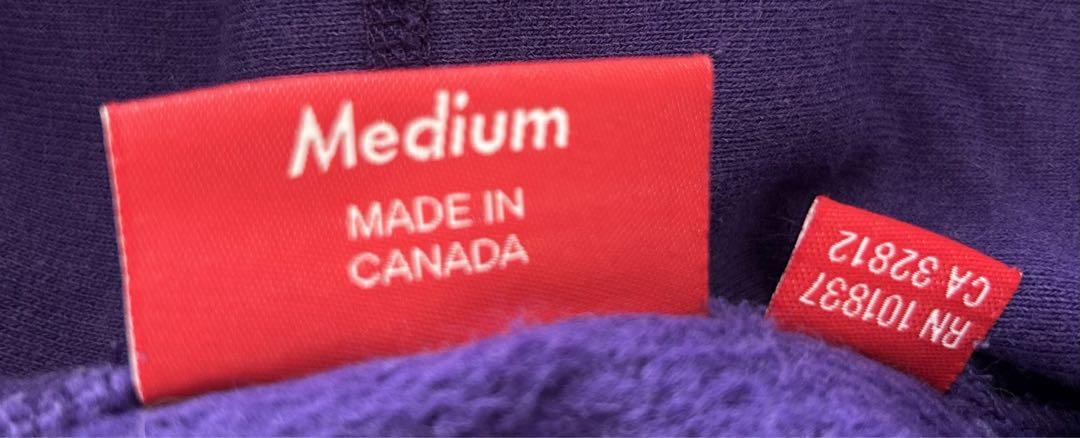 Medium
MADE IN
CANADA
RN 101837
CA 32812